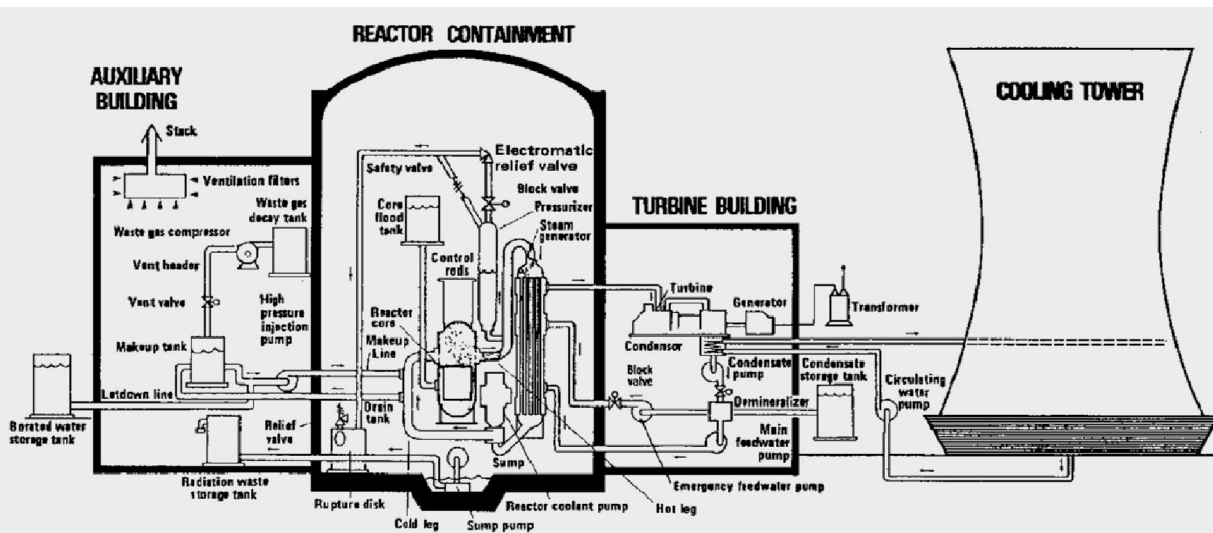 REACTOR CONTAINMENT
AUXILIARY
BUILDING
COOLING TOWER
Stack
Electromatic
relief valve
Safety valve
Ventilation filters
Block valve
Waste gas
decay tank
Core
flood
tank
Pressurizer
TURBINE BUILDING
Steam
generator
Waste gas compressor
Vent header
Control
rods
Turbine
Generator
Transformer
Vent valve
High
pressure
injection
pump
Reactor
core
Makeup
Line
Makeup tank
Condensor
Condensate
pump
Condensate
storage tank
Block
valve
Circulating
water
pump
Letdown line
Drain
tank
Demineralizer
Borated water
storage tank
Relief
valve
Main
feedwater
pump
Sump
Radiation waste
storage tank
Emergency feedwater pump
Rupture disk
Reactor coolant pump
Hot leg
Cold leg
Sump pump